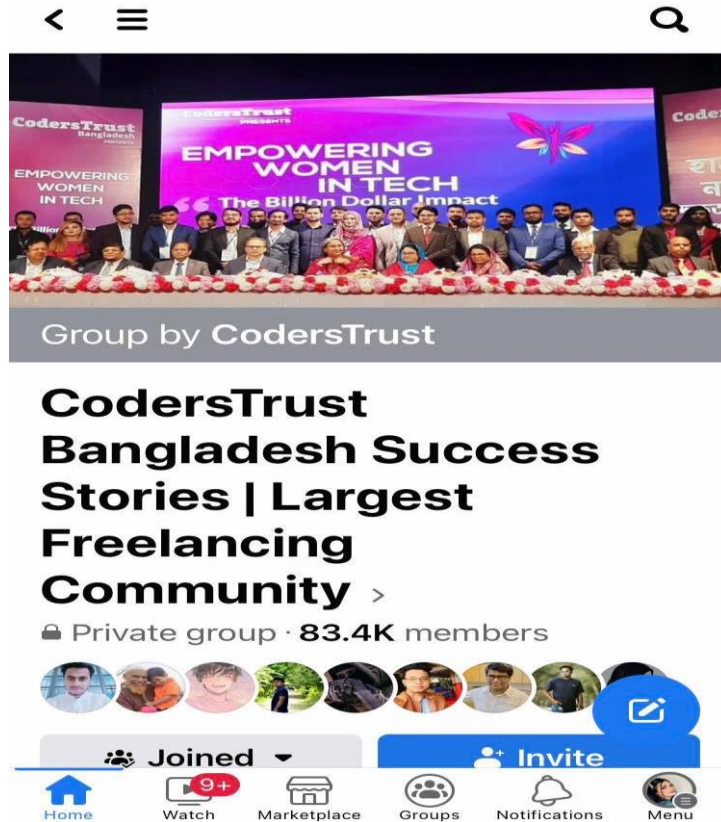 CodersTrust
Bangladesh
PRESENTS
EMPOWERING
WOMEN
IN TECH
CodersTrust
PRESENTS
EMPOWERING
WOMEN
IN TECH
The Billion Dollar Impact
Group by CodersTrust
CodersTrust
Bangladesh Success
Stories | Largest
Freelancing
Community >
Private group · 83.4K members
Joined
Invite
9+
Home Watch Marketplace Groups Notifications Menu